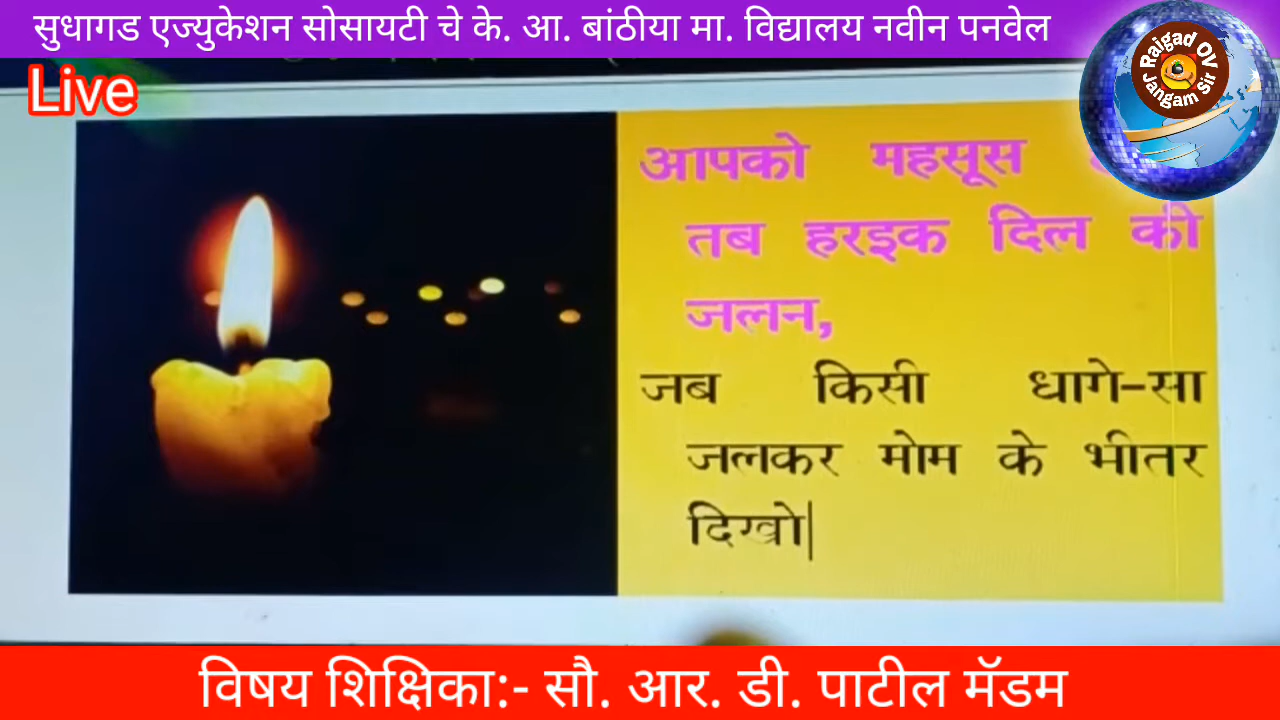 सुधागड एज्युकेशन सोसायटी चे के. आ. बांठीया मा. विद्यालय नवीन पनवेल
Live
Raigad OV
Jangam Sir
आपको महसूस
तब हरइक दिल की
जलन,
जब किसी धागे-सा
जलकर मोम के भीतर
दिखो|
विषय शिक्षिका:- सौ. आर. डी. पाटील मॅडम